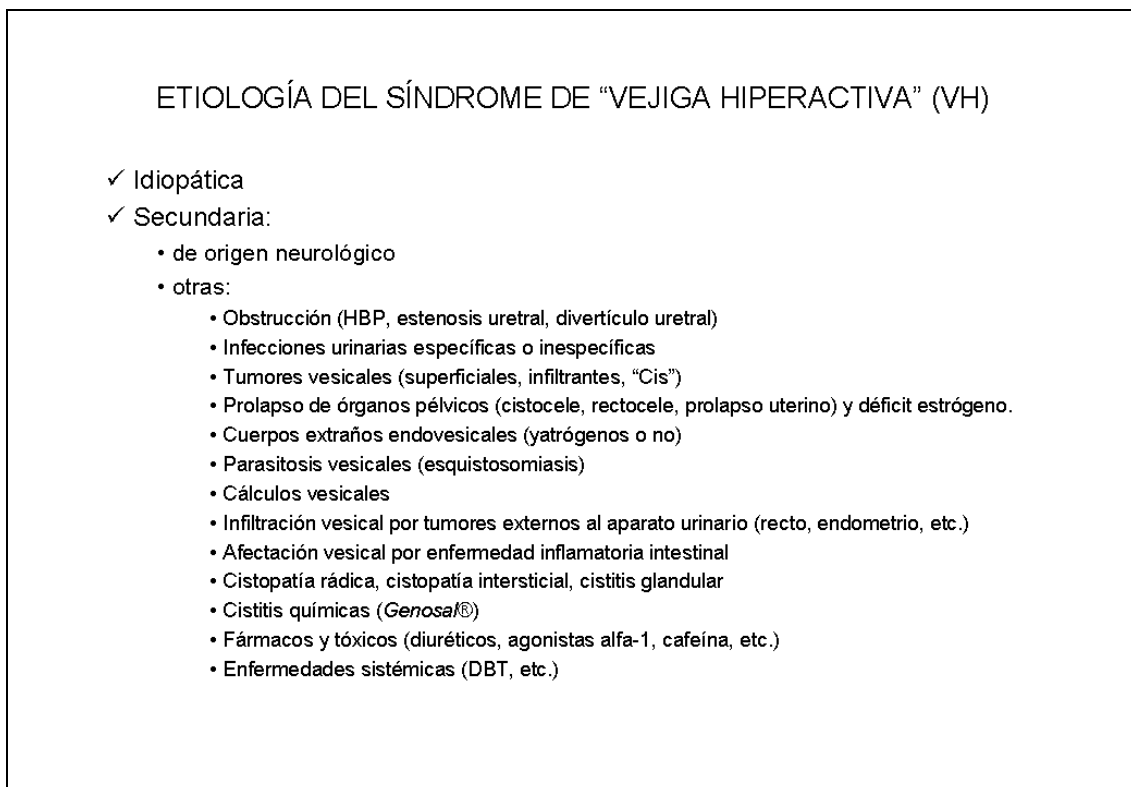 ETIOLOGÍA DEL SÍNDROME DE “VEJIGA HIPERACTIVA” (VH)
✓ Idiopática
✓ Secundaria:
• de origen neurológico
• otras:
• Obstrucción (HBP, estenosis uretral, divertículo uretral)
• Infecciones urinarias específicas o inespecíficas
• Tumores vesicales (superficiales, infiltrantes, “Cis”)
• Prolapso de órganos pélvicos (cistocele, rectocele, prolapso uterino) y déficit estrógeno.
• Cuerpos extraños endovesicales (yatrógenos o no)
• Parasitosis vesicales (esquistosomiasis)
• Cálculos vesicales
• Infiltración vesical por tumores externos al aparato urinario (recto, endometrio, etc.)
• Afectación vesical por enfermedad inflamatoria intestinal
• Cistopatía rádica, cistopatía intersticial, cistitis glandular
• Cistitis químicas (Genosal®)
• Fármacos y tóxicos (diuréticos, agonistas alfa-1, cafeína, etc.)
• Enfermedades sistémicas (DBT, etc.)